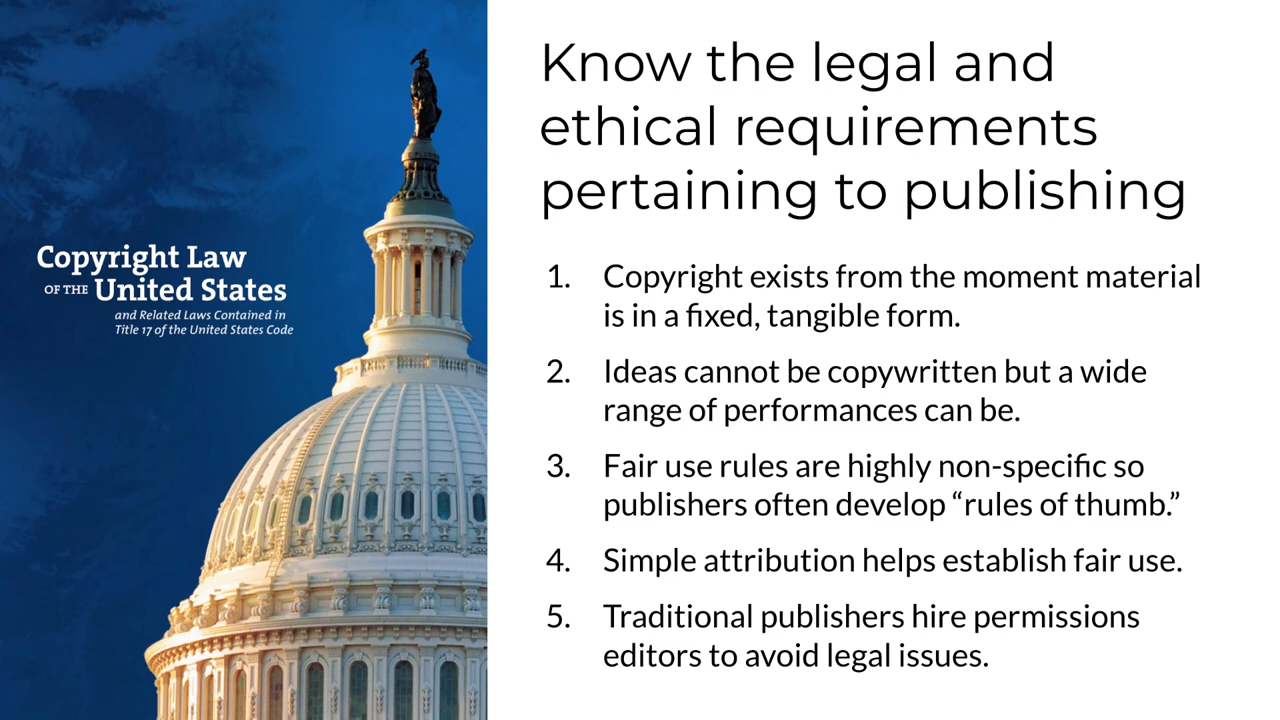 Copyright Law
OF THE United States
and Related Laws Contained in
Title 17 of the United States Code
Know the legal and
ethical requirements
pertaining to publishing
1. Copyright exists from the moment material
is in a fixed, tangible form.
2. Ideas cannot be copywritten but a wide
range of performances can be.
3. Fair use rules are highly non-specific so
publishers often develop “rules of thumb.”
4. Simple attribution helps establish fair use.
5. Traditional publishers hire permissions
editors to avoid legal issues.